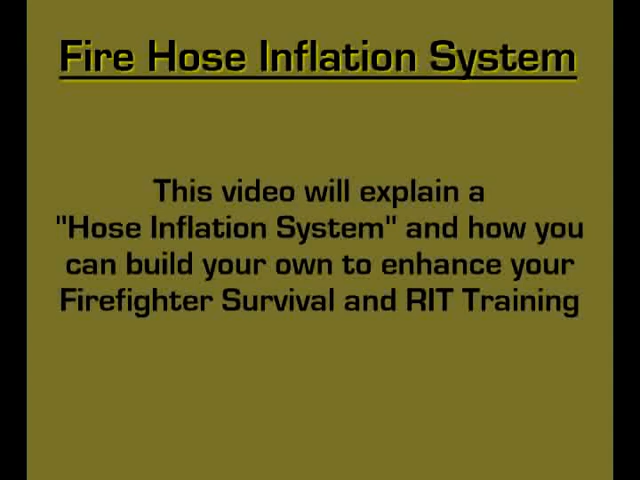 Fire Hose Inflation System
This video will explain a
"Hose Inflation System" and how you
can build your own to enhance your
Firefighter Survival and RIT Training